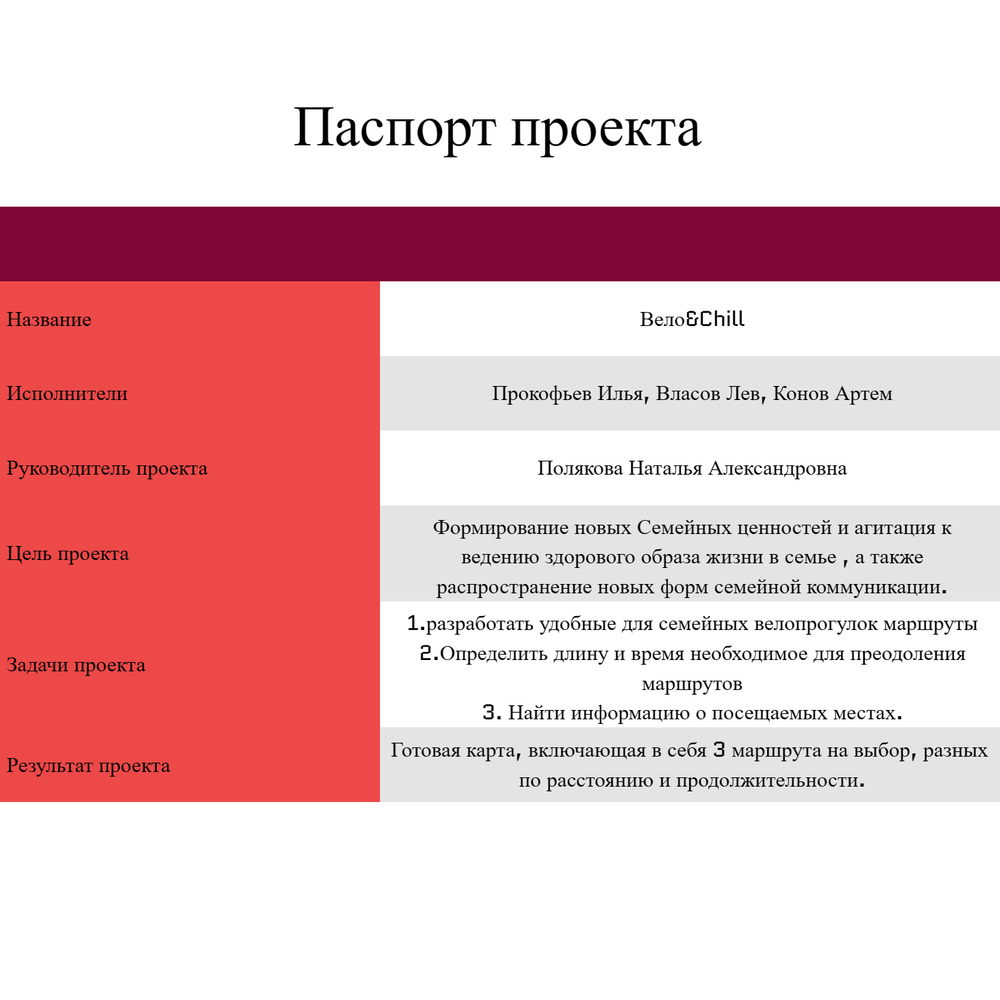 Паспорт проекта
Название
Вело&Chill
Исполнители
Прокофьев Илья, Власов Лев, Конов Артем
Руководитель проекта
Полякова Наталья Александровна
Цель проекта
Формирование новых Семейных ценностей и агитация к
ведению здорового образа жизни в семье , а также
распространение новых форм семейной коммуникации.
Задачи проекта
1.разработать удобные для семейных велопрогулок маршруты
2.Определить длину и время необходимое для преодоления
маршрутов
3. Найти информацию о посещаемых местах.
Результат проекта
Готовая карта, включающая в себя 3 маршрута на выбор, разных
по расстоянию и продолжительности.